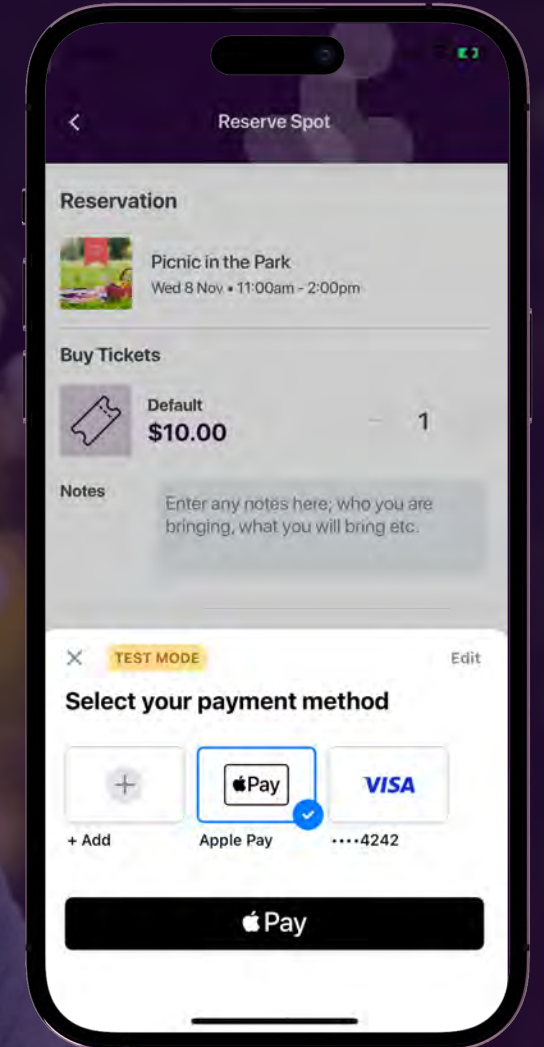 Reserve Spot
Reservation
Picnic in the Park
Wed 8 Nov • 11:00am - 2:00pm
Buy Tickets
Default
$10.00
1
Notes
Enter any notes here; who you are
bringing, what you will bring etc.
TEST MODE
Edit
Select your payment method
Pay
VISA
+ Add
Apple Pay
••••4242
Pay